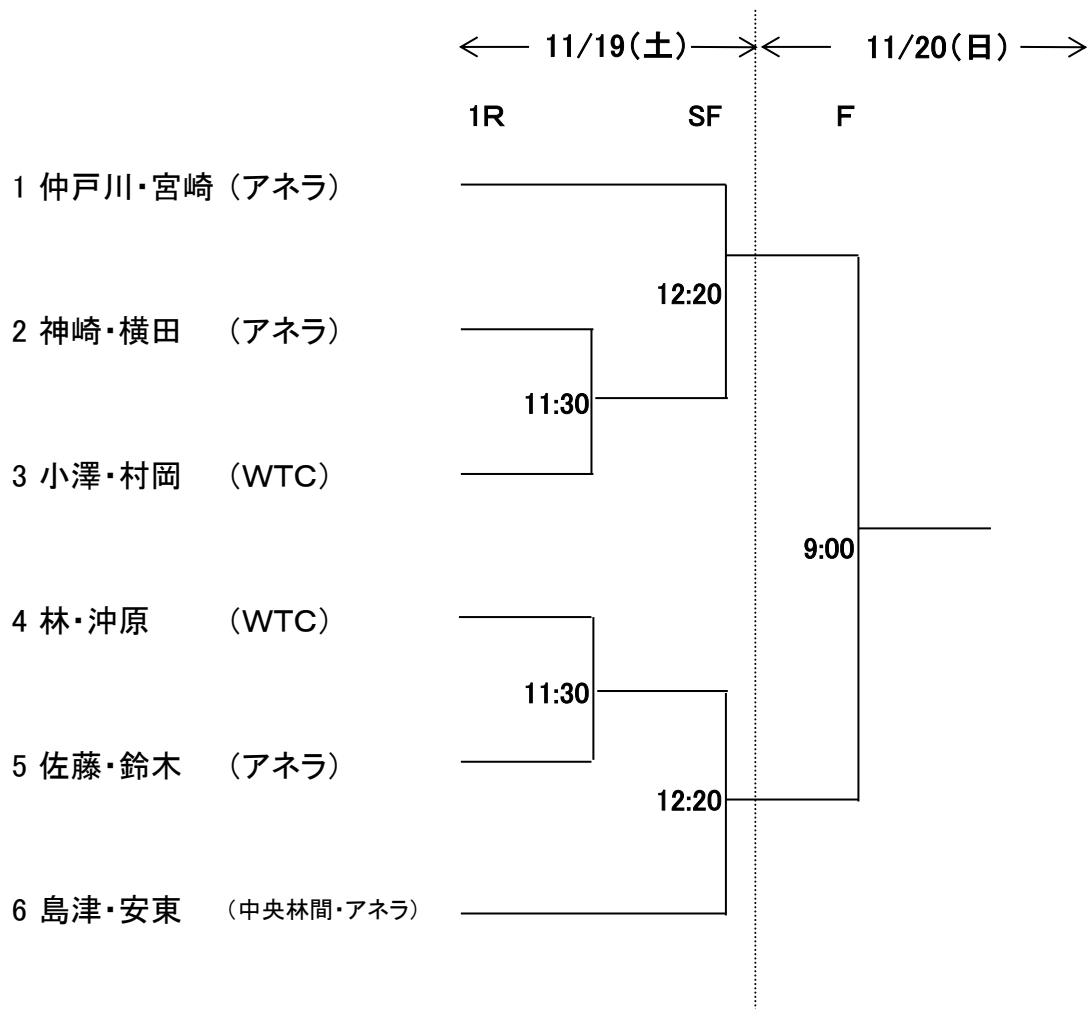 11/19(土) 11/20(日)
1R SF F
1 仲戸川・宮崎 (アネラ)
12:20
2 神崎・横田 (アネラ)
11:30
3 小澤・村岡 (WTC)
9:00
4 林・沖原 (WTC)
11:30
5 佐藤・鈴木 (アネラ)
12:20
6 島津・安東 (中央林間・アネラ)